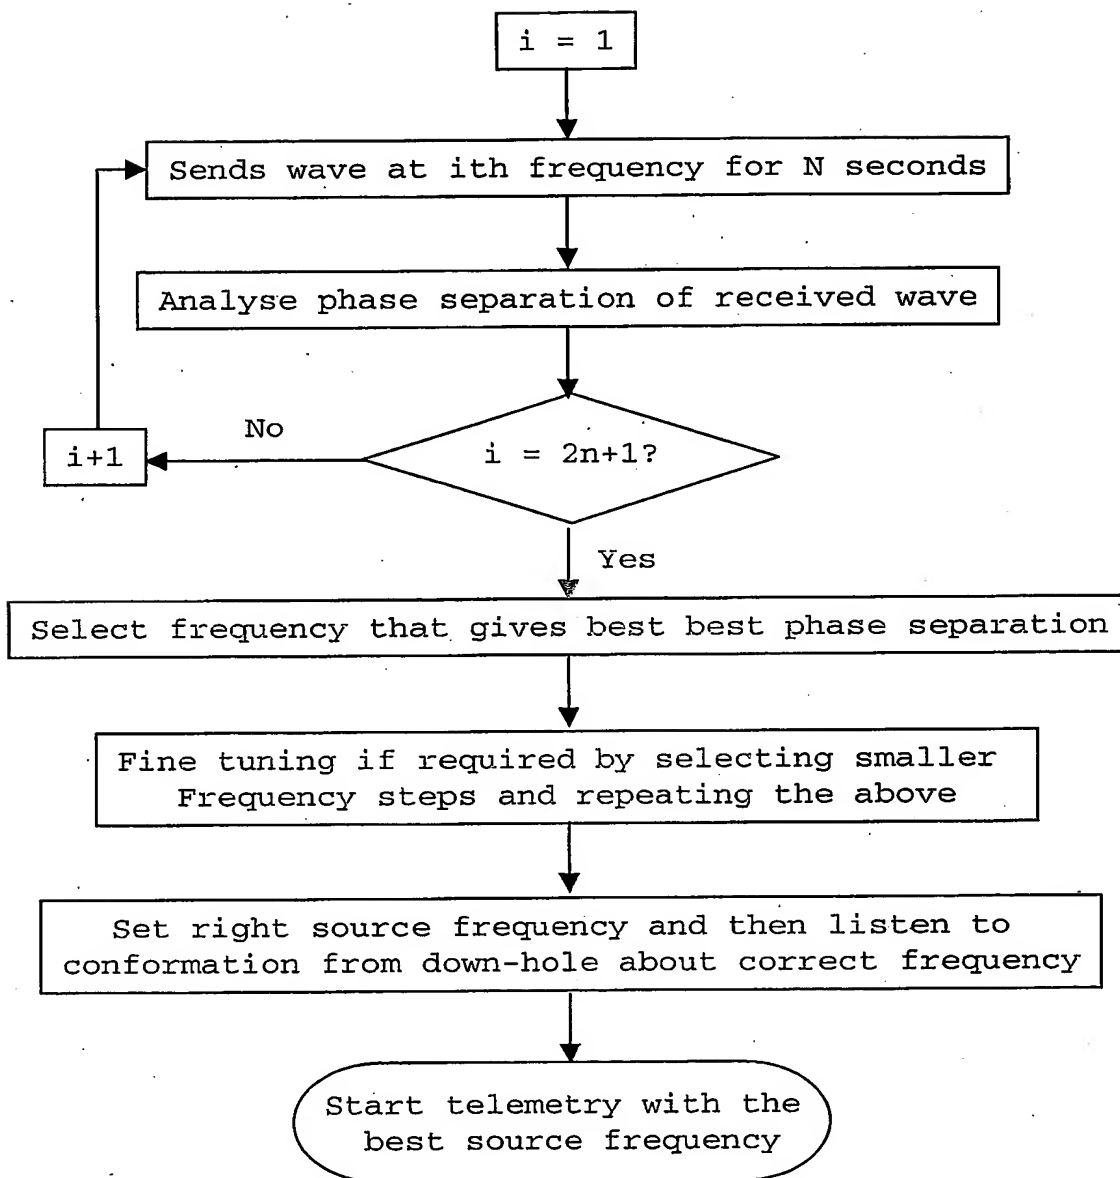 i = 1
Sends wave at ith frequency for N seconds
Analyse phase separation of received wave
No
i+1
i = 2n+1?
Yes
Select frequency that gives best best phase separation
Fine tuning if required by selecting smaller
Frequency steps and repeating the above
Set right source frequency and then listen to
conformation from down-hole about correct frequency
Start telemetry with the
best source frequency